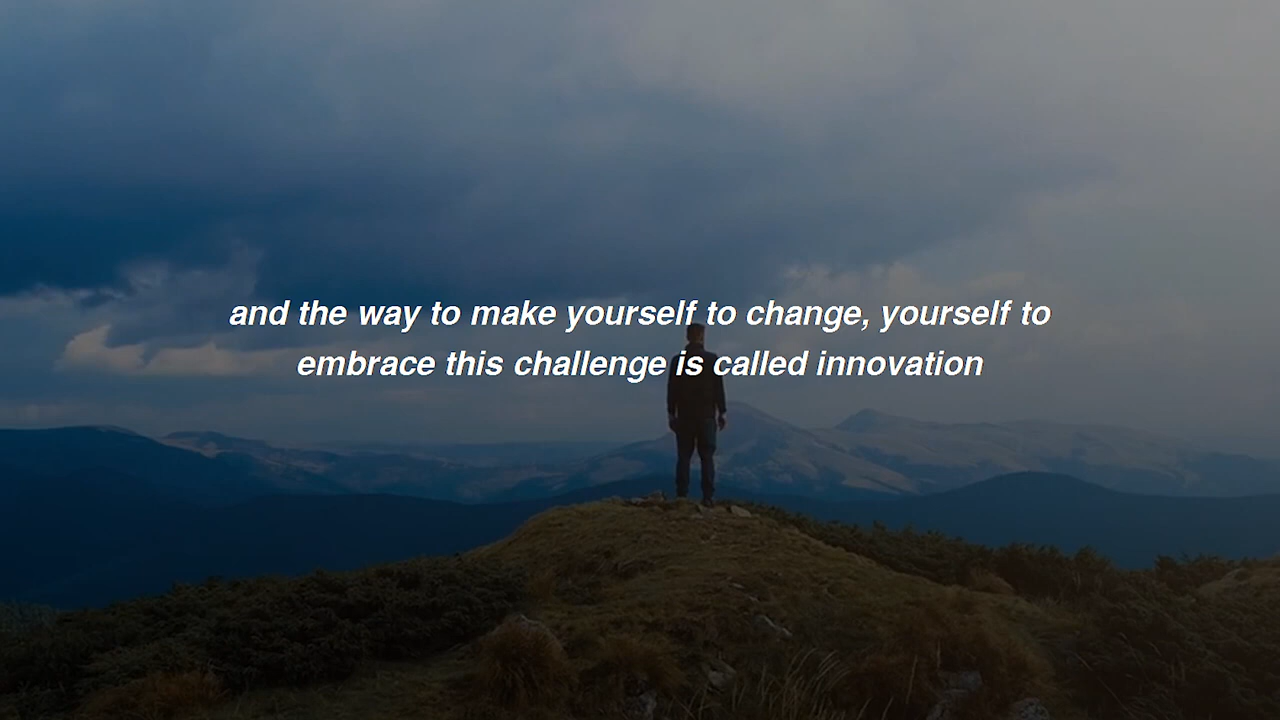 and the way to make yourself to change, yourself to
embrace this challenge is called innovation